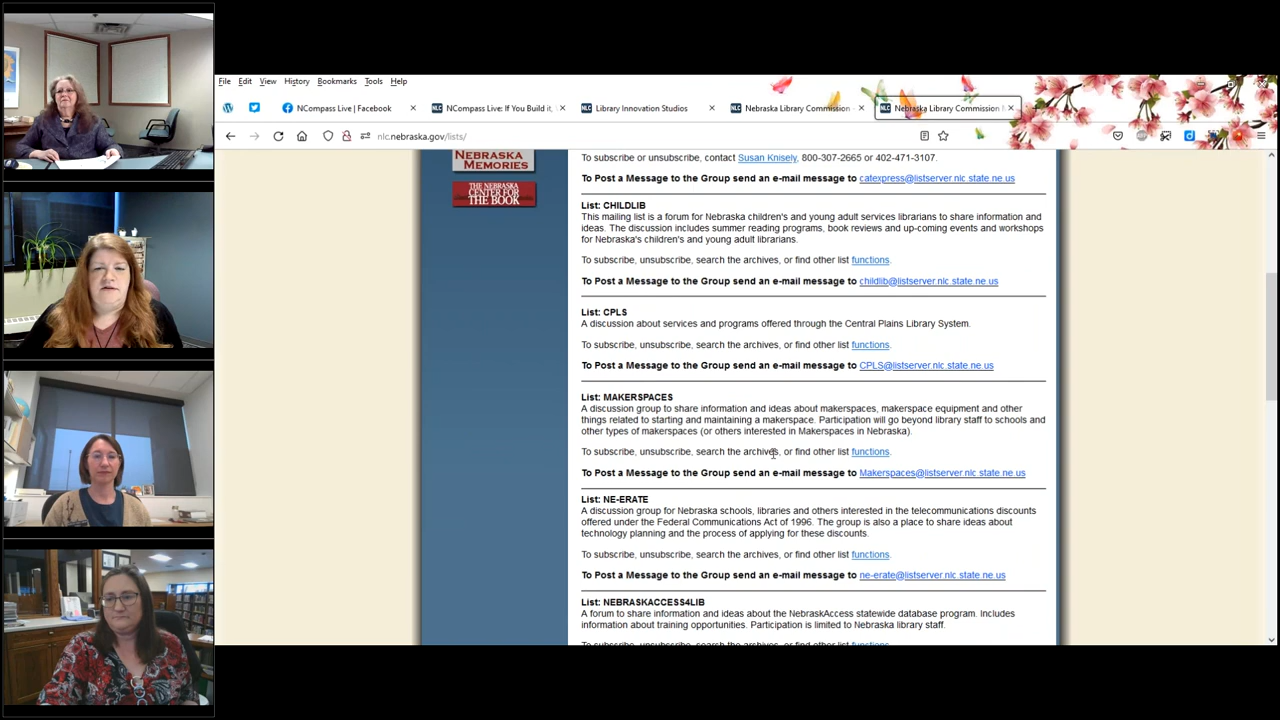 File Edit View History Bookmarks Tools Help
NCompass Live | Facebook
NLC NCompass Live: If You Build it,
NLC Library Innovation Studios
NLC Nebraska Library Commission
NLC Nebraska Library Commission
nlc.nebraska.gov/lists/
NEBRASKA
MEMORIES
THE NEBRASKA
CENTER FOR
THE BOOK
To subscribe or unsubscribe, contact Susan Knisely, 800-307-2665 or 402-471-3107.
To Post a Message to the Group send an e-mail message to catexpress@listserver.nlc.state.ne.us
List: CHILDLIB
This mailing list is a forum for Nebraska children's and young adult services librarians to share information and
ideas. The discussion includes summer reading programs, book reviews and up-coming events and workshops
for Nebraska's children's and young adult librarians.
To subscribe, unsubscribe, search the archives, or find other list functions.
To Post a Message to the Group send an e-mail message to childlib@listserver.nlc.state.ne.us
List: CPLS
A discussion about services and programs offered through the Central Plains Library System.
To subscribe, unsubscribe, search the archives, or find other list functions.
To Post a Message to the Group send an e-mail message to CPLS@listserver.nlc.state.ne.us
List: MAKERSPACES
A discussion group to share information and ideas about makerspaces, makerspace equipment and other
things related to starting and maintaining a makerspace. Participation will go beyond library staff to schools and
other types of makerspaces (or others interested in Makerspaces in Nebraska).
To subscribe, unsubscribe, search the archives, or find other list functions.
To Post a Message to the Group send an e-mail message to Makerspaces@listserver.nlc.state.ne.us
List: NE-ERATE
A discussion group for Nebraska schools, libraries and others interested in the telecommunications discounts
offered under the Federal Communications Act of 1996. The group is also a place to share ideas about
technology planning and the process of applying for these discounts.
To subscribe, unsubscribe, search the archives, or find other list functions.
To Post a Message to the Group send an e-mail message to ne-erate@listserver.nlc.state.ne.us
List: NEBRASKACCESS4LIB
A forum to share information and ideas about the NebraskAccess statewide database program. Includes
information about training opportunities. Participation is limited to Nebraska library staff.
To subscribe, unsubscribe, search the archives, or find other list functions.